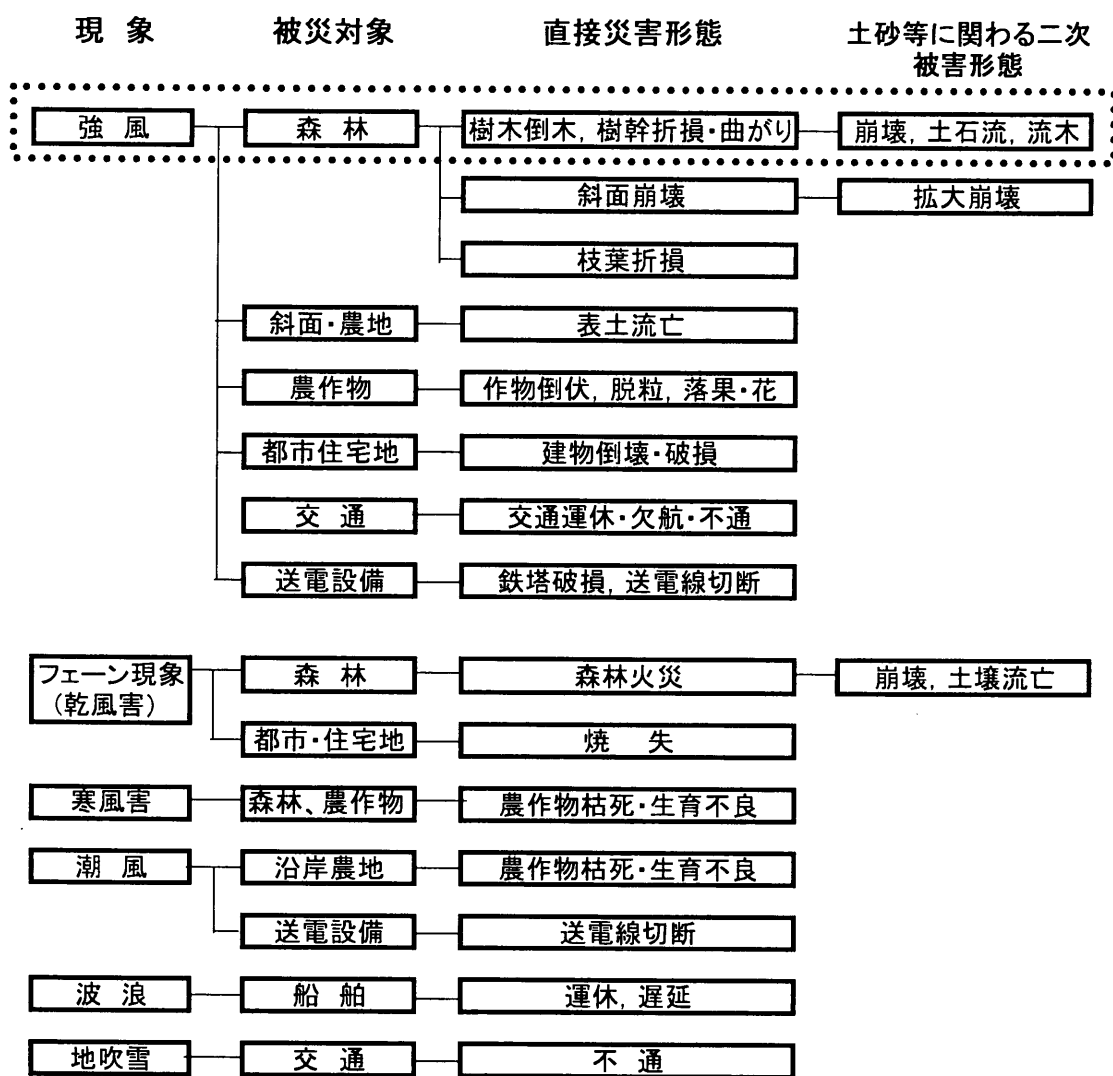 現 象 被災対象 直接災害形態 土砂等に関わる二次
被害形態
強 風 森 林 樹木倒木, 樹幹折損・曲がり 崩壊, 土石流, 流木
斜面崩壊 拡大崩壊
枝葉折損
斜面・農地 表土流亡
農作物 作物倒伏, 脱粒, 落果・花
都市住宅地 建物倒壊・破損
交 通 交通運休・欠航・不通
送電設備 鉄塔破損, 送電線切断
フェーン現象
(乾風害) 森 林 森林火災 崩壊, 土壌流亡
都市・住宅地 焼 失
寒風害 森林、農作物 農作物枯死・生育不良
潮 風 沿岸農地 農作物枯死・生育不良
送電設備 送電線切断
波 浪 船 舶 運休, 遅延
地吹雪 交 通 不 通